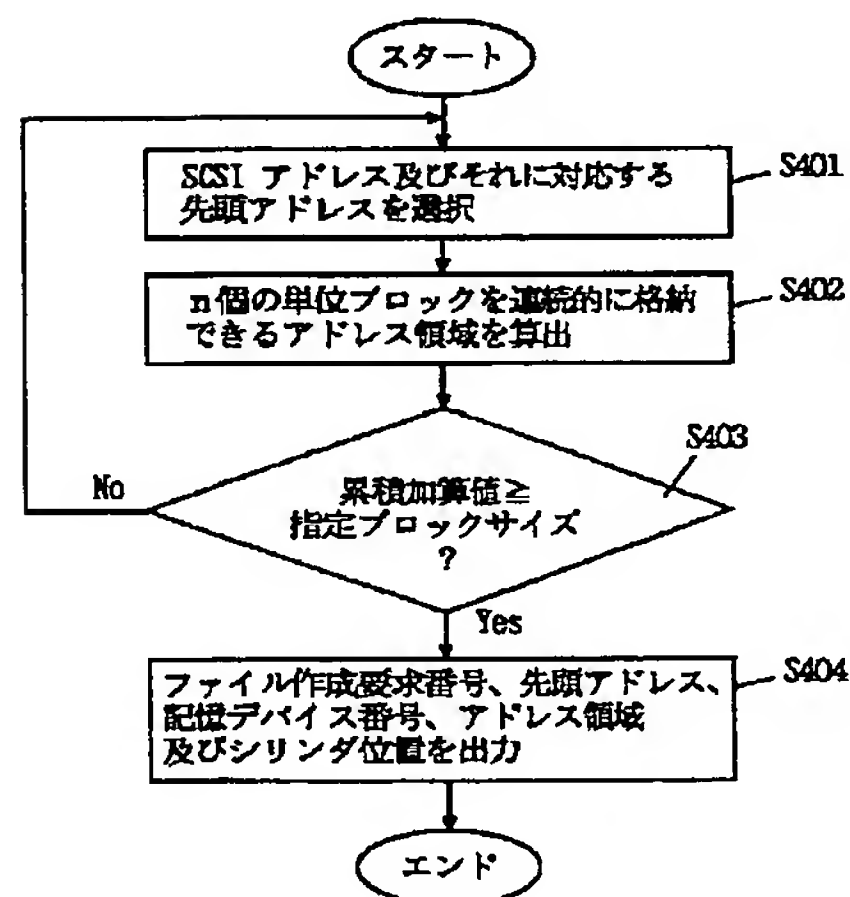 スタート
SCSI アドレス及びそれに対応する
先頭アドレスを選択
S401
n個の単位ブロックを連続的に格納
できるアドレス領域を算出
S402
S403
No
累積加算値≧
指定ブロックサイズ
?
Yes
ファイル作成要求番号、先頭アドレス、
記憶デバイス番号、アドレス領域
及びシリンダ位置を出力
S404
エンド